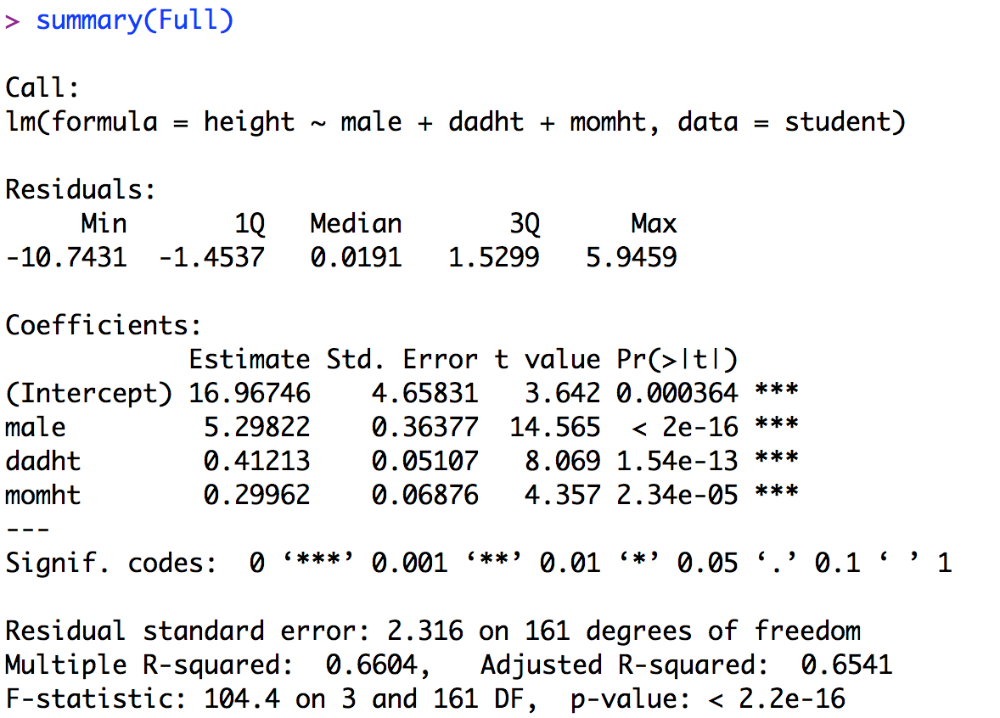 > summary(Full)
Call:
lm(formula = height ~ male + dadht + momht, data = student)
Residuals:
     Min       1Q   Median       3Q      Max
-10.7431  -1.4537   0.0191   1.5299   5.9459
Coefficients:
            Estimate Std. Error t value Pr(>|t|)
(Intercept) 16.96746    4.65831   3.642 0.000364 ***
male         5.29822    0.36377  14.565  < 2e-16 ***
dadht        0.41213    0.05107   8.069 1.54e-13 ***
momht        0.29962    0.06876   4.357 2.34e-05 ***
---
Signif. codes:  0 ‘***’ 0.001 ‘**’ 0.01 ‘*’ 0.05 ‘.’ 0.1 ‘ ’ 1
Residual standard error: 2.316 on 161 degrees of freedom
Multiple R-squared:  0.6604,   Adjusted R-squared:  0.6541
F-statistic: 104.4 on 3 and 161 DF,  p-value: < 2.2e-16